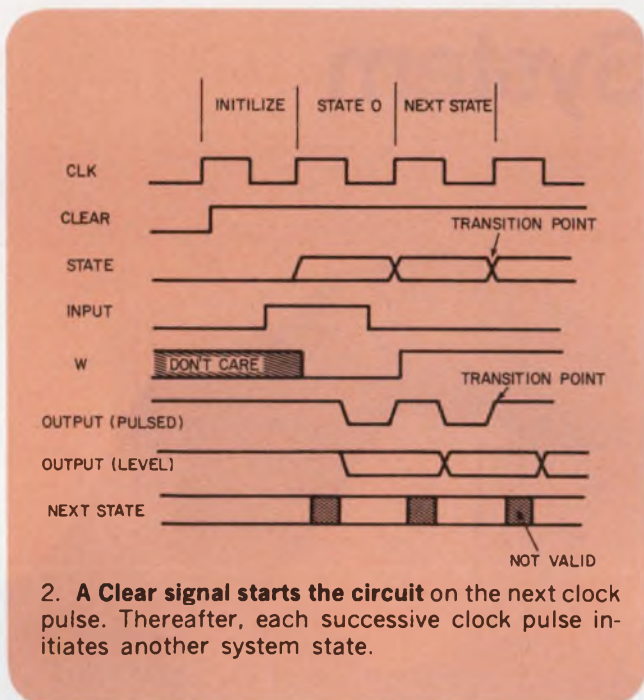 INITILIZE STATE 0 NEXT STATE
CLK
CLEAR
TRANSITION POINT
STATE
INPUT
W DON'T CARE
TRANSITION POINT
OUTPUT (PULSED)
OUTPUT (LEVEL)
NEXT STATE
NOT VALID
2. A Clear signal starts the circuit on the next clock
pulse. Thereafter, each successive clock pulse in-
itiates another system state.